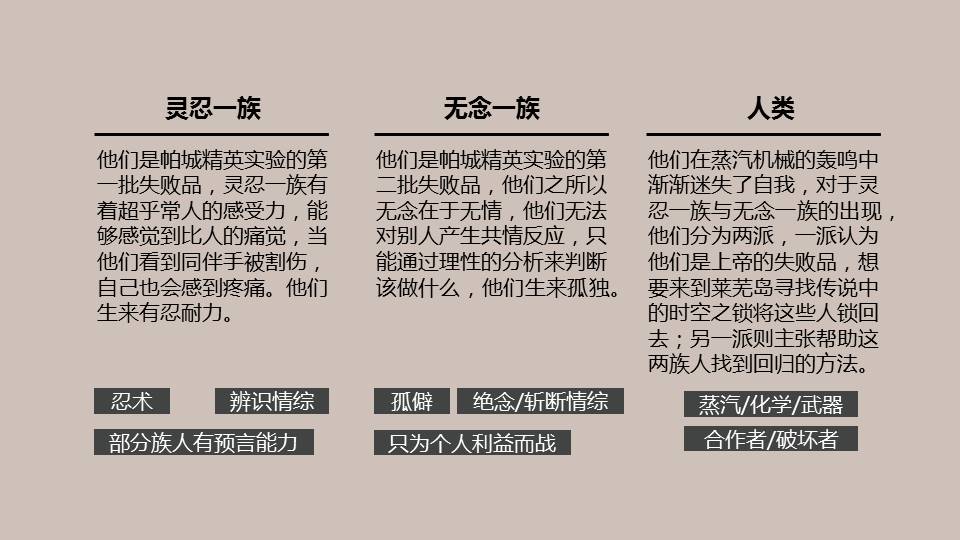 灵忍一族
他们是帕城精英实验的第
一批失败品，灵忍一族有
着超乎常人的感受力，能
够感觉到比人的痛觉，当
他们看到同伴手被割伤，
自己也会感到疼痛。他们
生来有忍耐力。
忍术
辨识情综
部分族人有预言能力
无念一族
他们是帕城精英实验的第
二批失败品，他们之所以
无念在于无情，他们无法
对别人产生共情反应，只
能通过理性的分析来判断
该做什么，他们生来孤独。
孤僻
绝念/斩断情综
只为个人利益而战
人类
他们在蒸汽机械的轰鸣中
渐渐迷失了自我，对于灵
忍一族与无念一族的出现，
他们分为两派，一派认为
他们是上帝的失败品，想
要来到莱芜岛寻找传说中
的时空之锁将这些人锁回
去；另一派则主张帮助这
两族人找到回归的方法。
蒸汽/化学/武器
合作者/破坏者